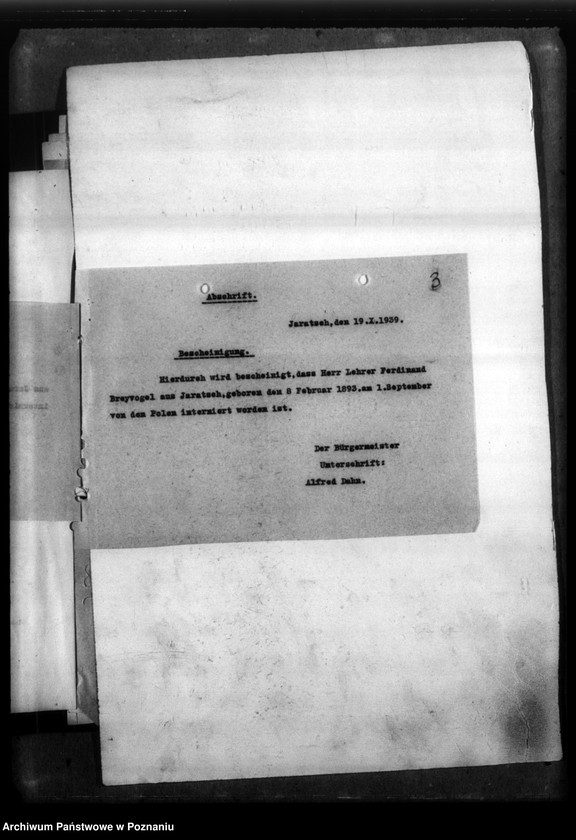 3
Abschrift.
Jaratsch,den 19.X.1939.
Bescheinigung.
Hierdurch wird bescheinigt,dass Herr Lehrer Ferdinand
Breyvogel aus Jaratsch,geboren den 8 Februar 1893.am 1.September
von den Polen interniert worden ist.
Der Bürgermeister
Unterschrift:
Alfred Dahn.
Archiwum Państwowe w Poznaniu